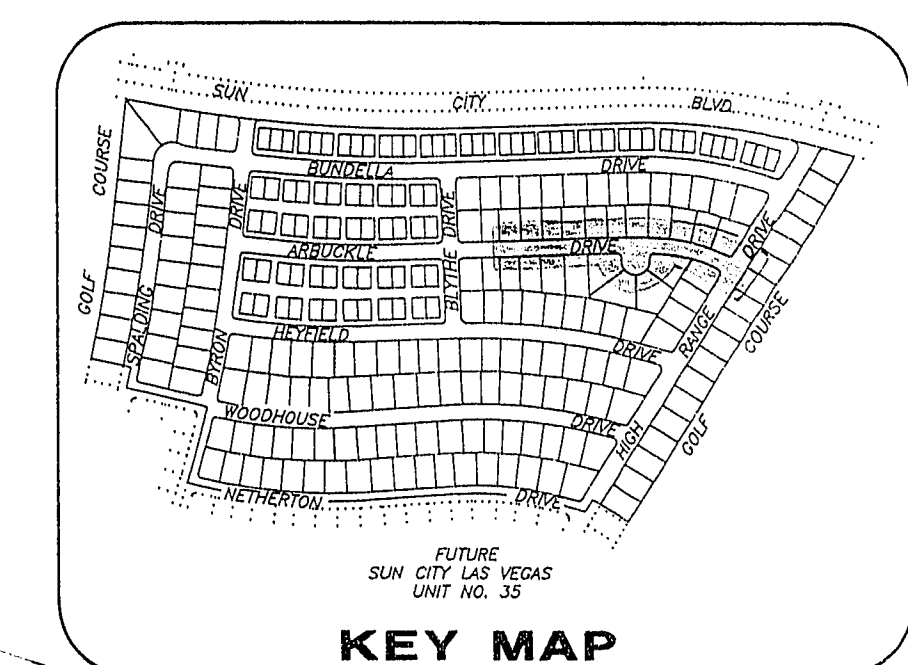 SUN CITY BLVD.
COURSE
GOLF
BUNDELLA DRIVE
DRIVE
SPALDING
DRIVE
BYRON
DRIVE
BLYTHE
ARBUCKLE DRIVE
HEYFIELD DRIVE
DRIVE
RANGE
HIGH
COURSE
GOLF
WOODHOUSE DRIVE
NETHERTON DRIVE
FUTURE
SUN CITY LAS VEGAS
UNIT NO. 35
KEY MAP